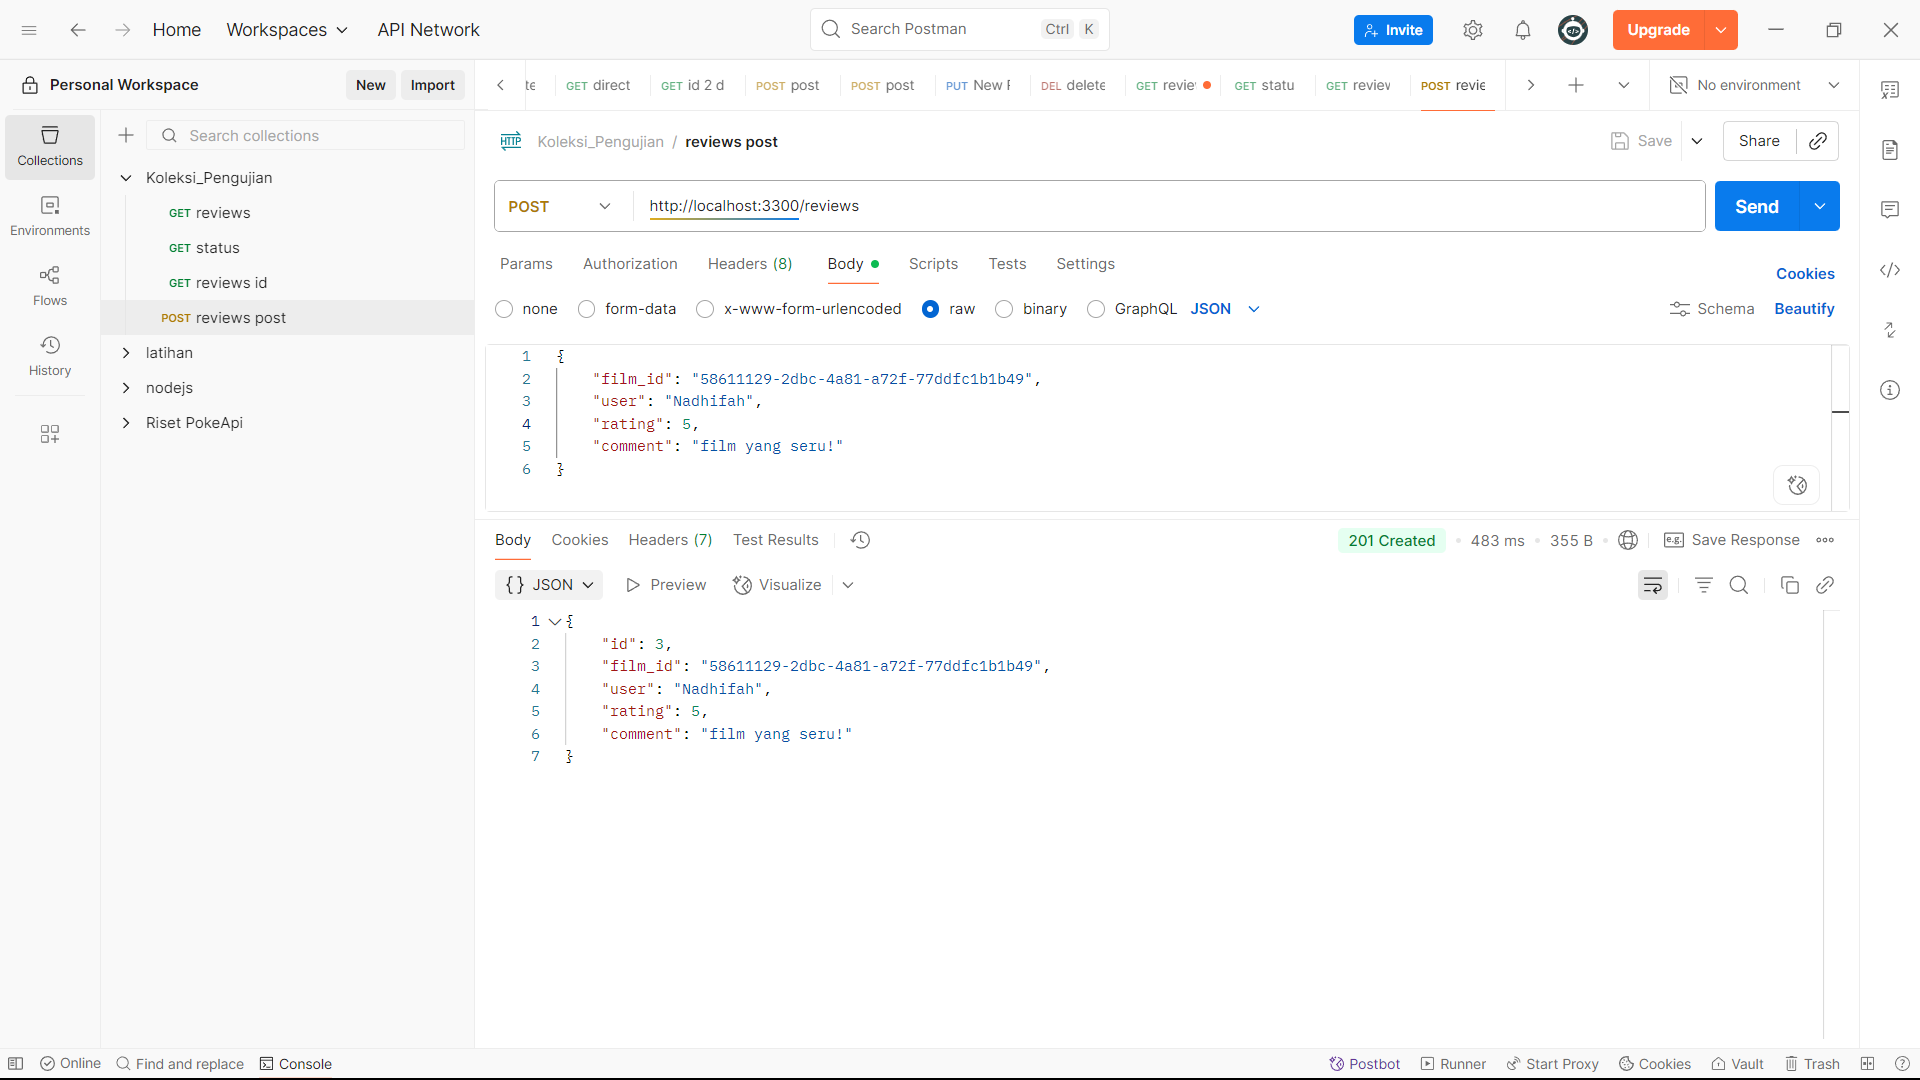 Home Workspaces API Network Search Postman Ctrl K Invite Upgrade
Personal Workspace New Import
te GET direct GET id 2 d POST post POST post PUT New DEL delete GET revie GET statu GET review POST revie No environment
Collections
Environments
Flows
History
Search collections
Koleksi_Pengujian
GET reviews
GET status
GET reviews id
POST reviews post
latihan
nodejs
Riset PokeApi
HTTP Koleksi_Pengujian / reviews post Save Share
POST http://localhost:3300/reviews Send
Params Authorization Headers (8) Body Scripts Tests Settings Cookies
none form-data x-www-form-urlencoded raw binary GraphQL JSON Schema Beautify
1 {
2 "film_id": "58611129-2dbc-4a81-a72f-77ddfc1b1b49",
3 "user": "Nadhifah",
4 "rating": 5,
5 "comment": "film yang seru!"
6 }
Body Cookies Headers (7) Test Results 201 Created 483 ms 355 B e.g. Save Response
{} JSON Preview Visualize
1 {
2 "id": 3,
3 "film_id": "58611129-2dbc-4a81-a72f-77ddfc1b1b49",
4 "user": "Nadhifah",
5 "rating": 5,
6 "comment": "film yang seru!"
7 }
Online Find and replace Console Postbot Runner Start Proxy Cookies Vault Trash